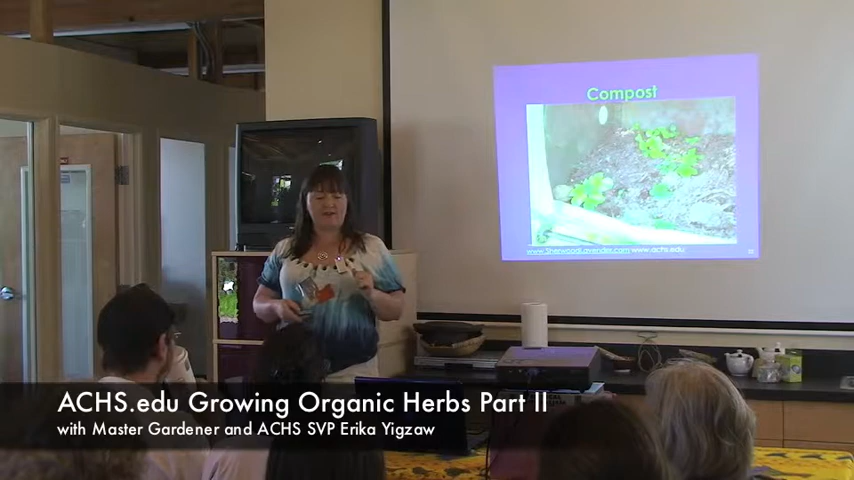 Compost
www.SherwoodLavender.com www.achs.edu
ACHS.edu Growing Organic Herbs Part II
with Master Gardener and ACHS SVP Erika Yigzaw